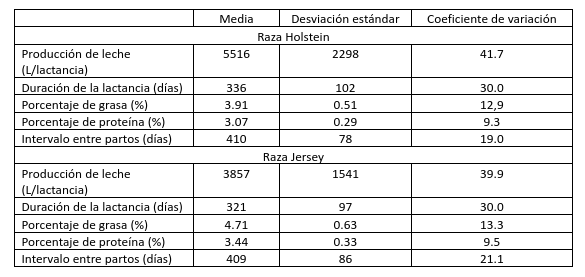 Media Desviación estándar Coeficiente de variación
Raza Holstein
Producción de leche 5516 2298 41.7
(L/lactancia)
Duración de la lactancia (días) 336 102 30.0
Porcentaje de grasa (%) 3.91 0.51 12,9
Porcentaje de proteína (%) 3.07 0.29 9.3
Intervalo entre partos (días) 410 78 19.0
Raza Jersey
Producción de leche 3857 1541 39.9
(L/lactancia)
Duración de la lactancia (días) 321 97 30.0
Porcentaje de grasa (%) 4.71 0.63 13.3
Porcentaje de proteína (%) 3.44 0.33 9.5
Intervalo entre partos (días) 409 86 21.1